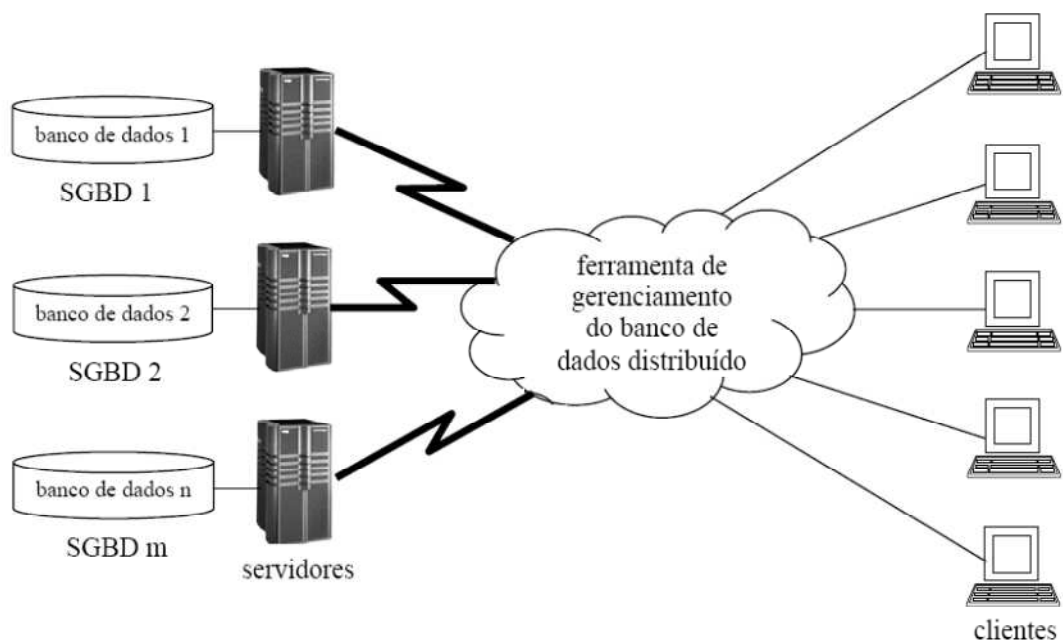 banco de dados 1
SGBD 1
banco de dados 2
SGBD 2
banco de dados n
SGBD m
servidores
ferramenta de
gerenciamento
do banco de
dados distribuído
clientes